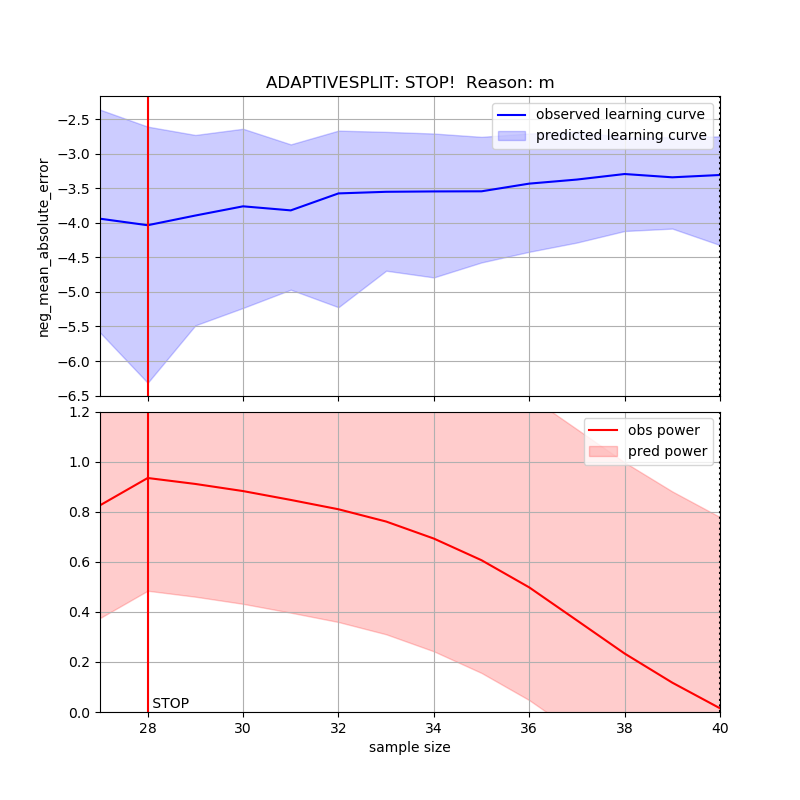 ADAPTIVESPLIT: STOP!  Reason: m
observed learning curve
predicted learning curve
neg_mean_absolute_error
−2.5
−3.0
−3.5
−4.0
−4.5
−5.0
−5.5
−6.0
−6.5
obs power
pred power
1.2
1.0
0.8
0.6
0.4
0.2
0.0
STOP
28
30
32
34
36
38
40
sample size